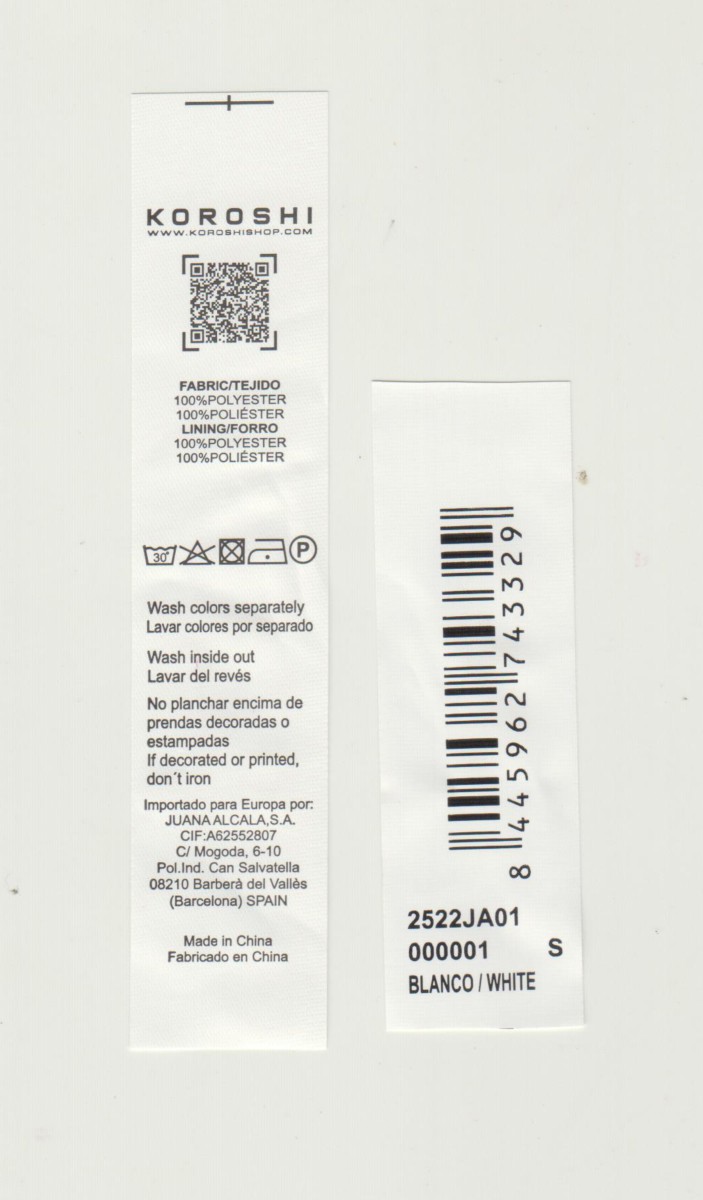 KOROSHI
WWW.KOROSHISHOP.COM
FABRIC/TEJIDO
100%POLYESTER
100%POLIÉSTER
LINING/FORRO
100%POLYESTER
100%POLIÉSTER
30°
P
Wash colors separately
Lavar colores por separado
Wash inside out
Lavar del revés
No planchar encima de
prendas decoradas o
estampadas
If decorated or printed,
don´t iron
Importado para Europa por:
JUANA ALCALA,S.A.
CIF:A62552807
C/ Mogoda, 6-10
Pol.Ind. Can Salvatella
08210 Barberà del Vallès
(Barcelona) SPAIN
Made in China
Fabricado en China
8 445962 743329
2522JA01
000001 S
BLANCO / WHITE